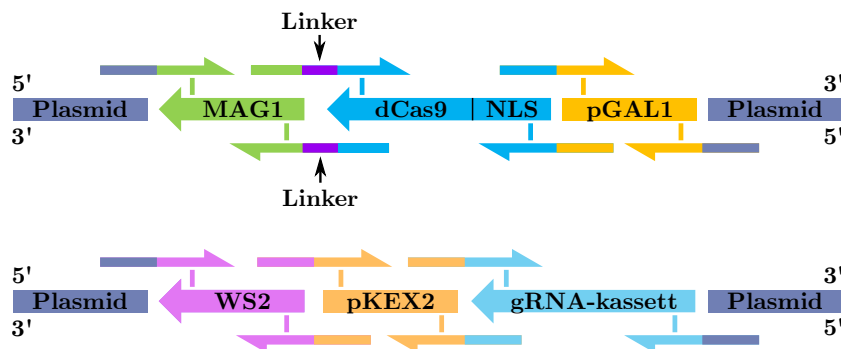 Linker
5' 3'
Plasmid MAG1 dCas9 | NLS pGAL1 Plasmid
3' 5'
Linker
5' 3'
Plasmid WS2 pKEX2 gRNA-kassett Plasmid
3' 5'